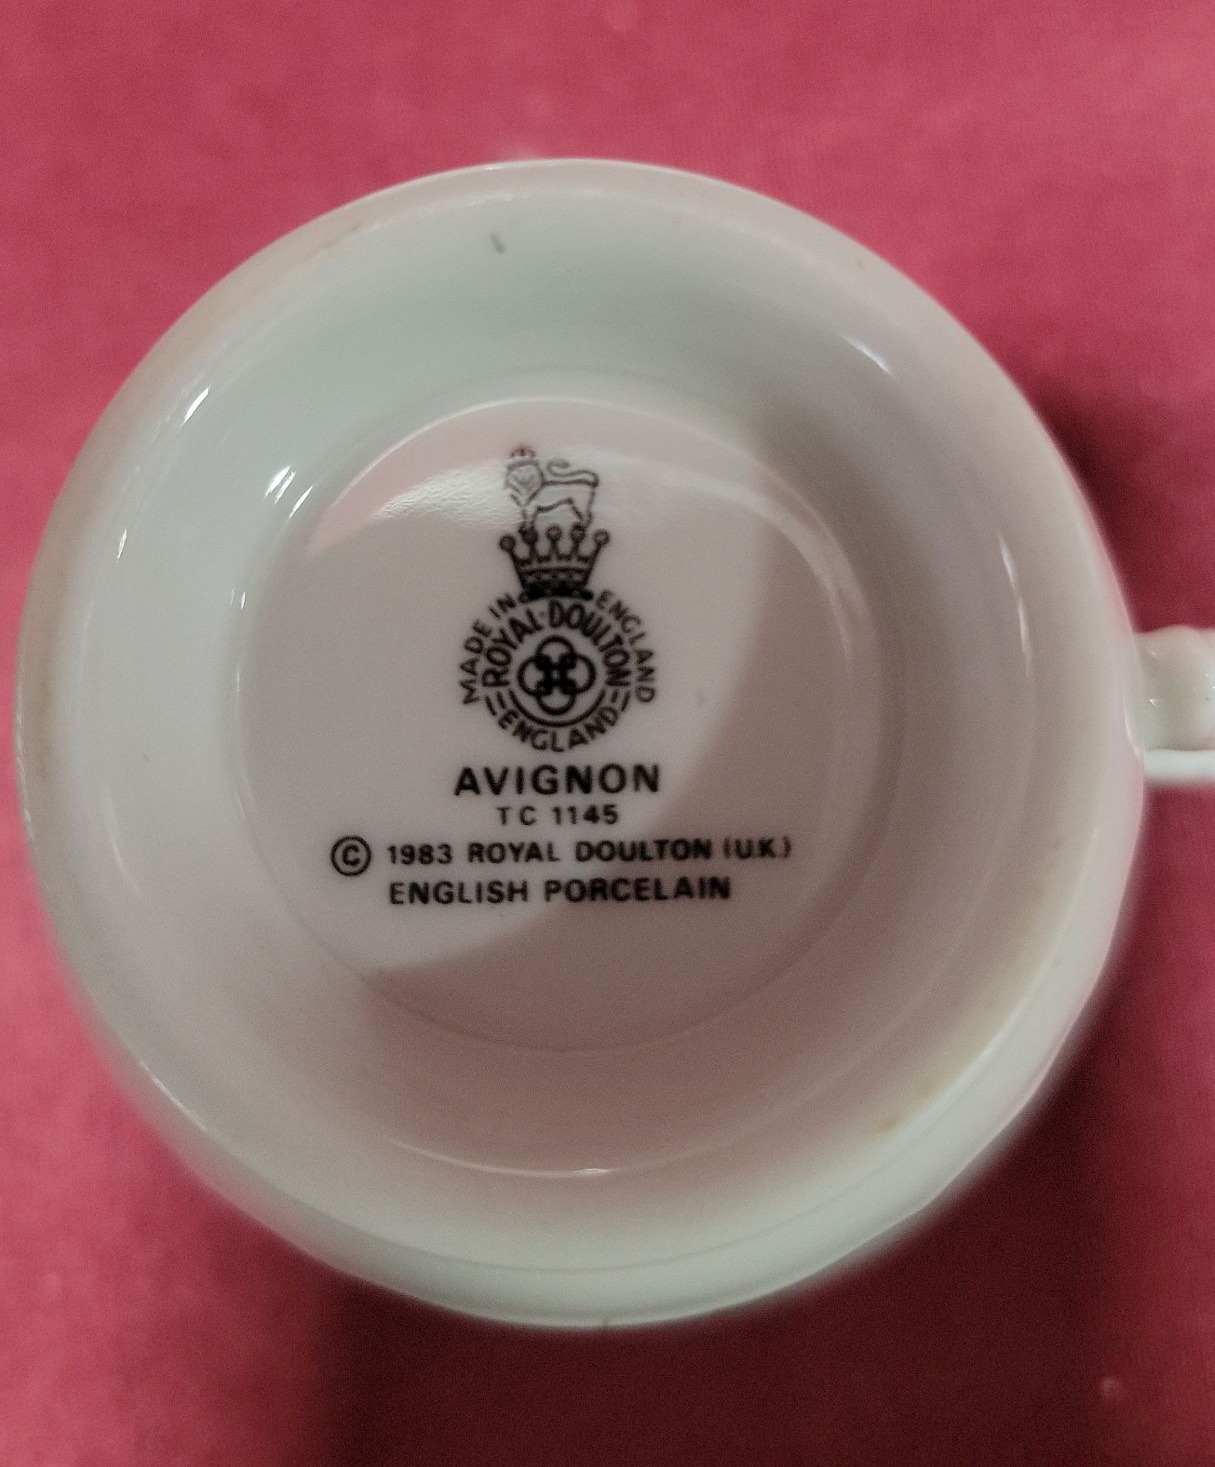 MADE IN ENGLAND
ROYAL·DOULTON
ENGLAND
AVIGNON
TC 1145
© 1983 ROYAL DOULTON (U.K.)
ENGLISH PORCELAIN